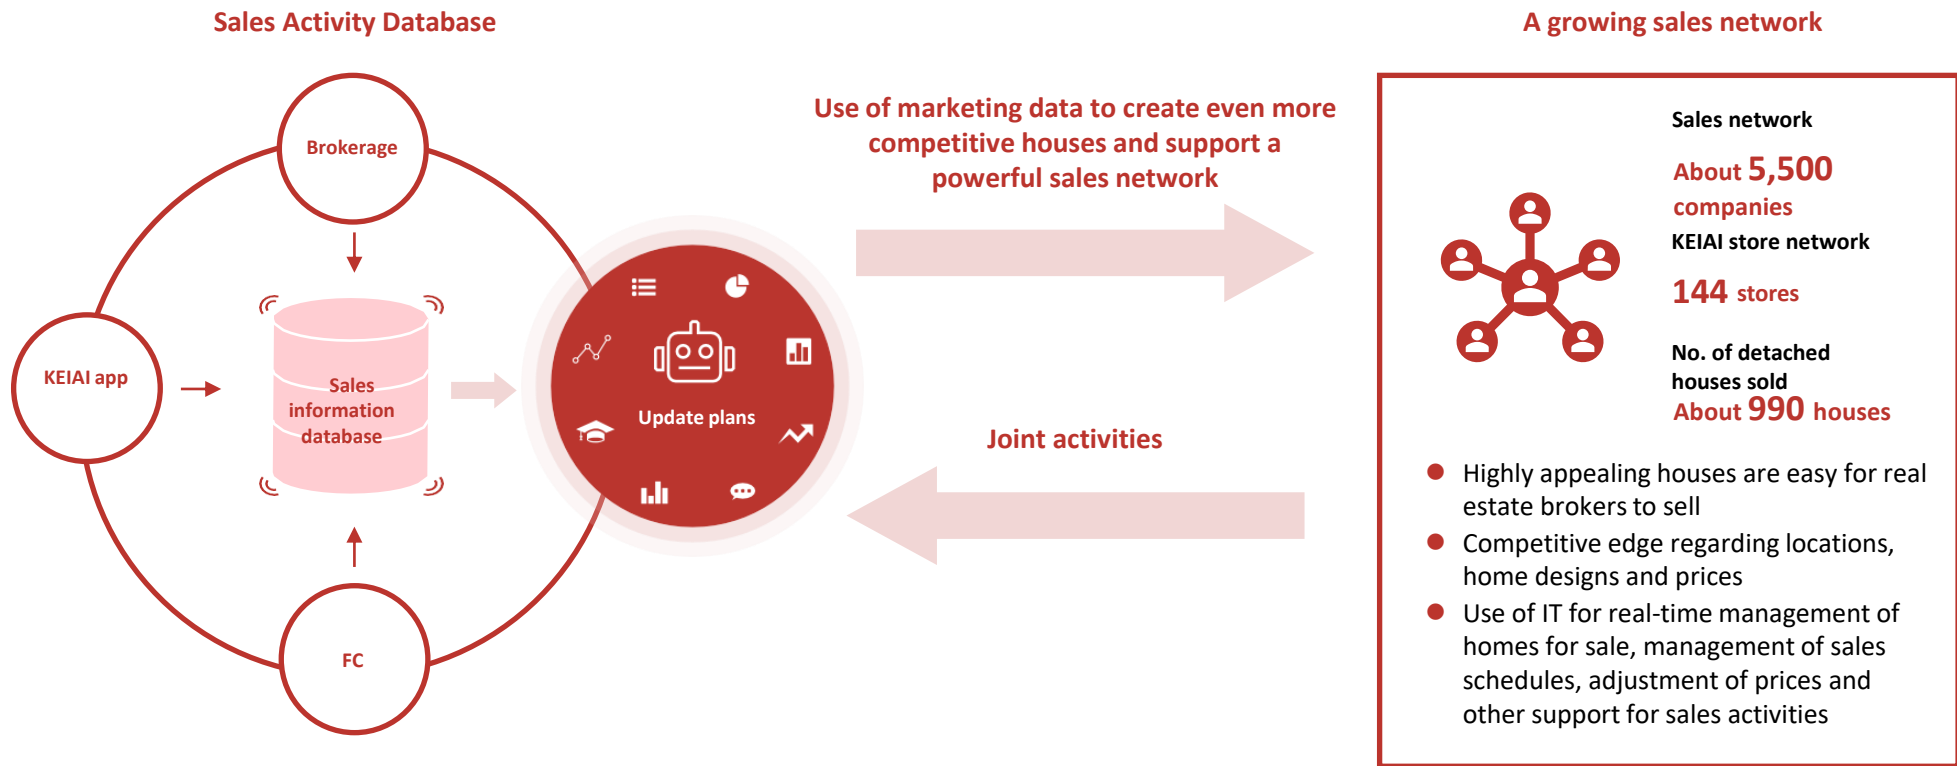 Sales Activity Database
Brokerage
KEIAI app
Sales
information
database
FC
Update plans
Use of marketing data to create even more
competitive houses and support a
powerful sales network
Joint activities
A growing sales network
Sales network
About 5,500
companies
KEIAI store network
144 stores
No. of detached
houses sold
About 990 houses
● Highly appealing houses are easy for real
estate brokers to sell
● Competitive edge regarding locations,
home designs and prices
● Use of IT for real-time management of
homes for sale, management of sales
schedules, adjustment of prices and
other support for sales activities